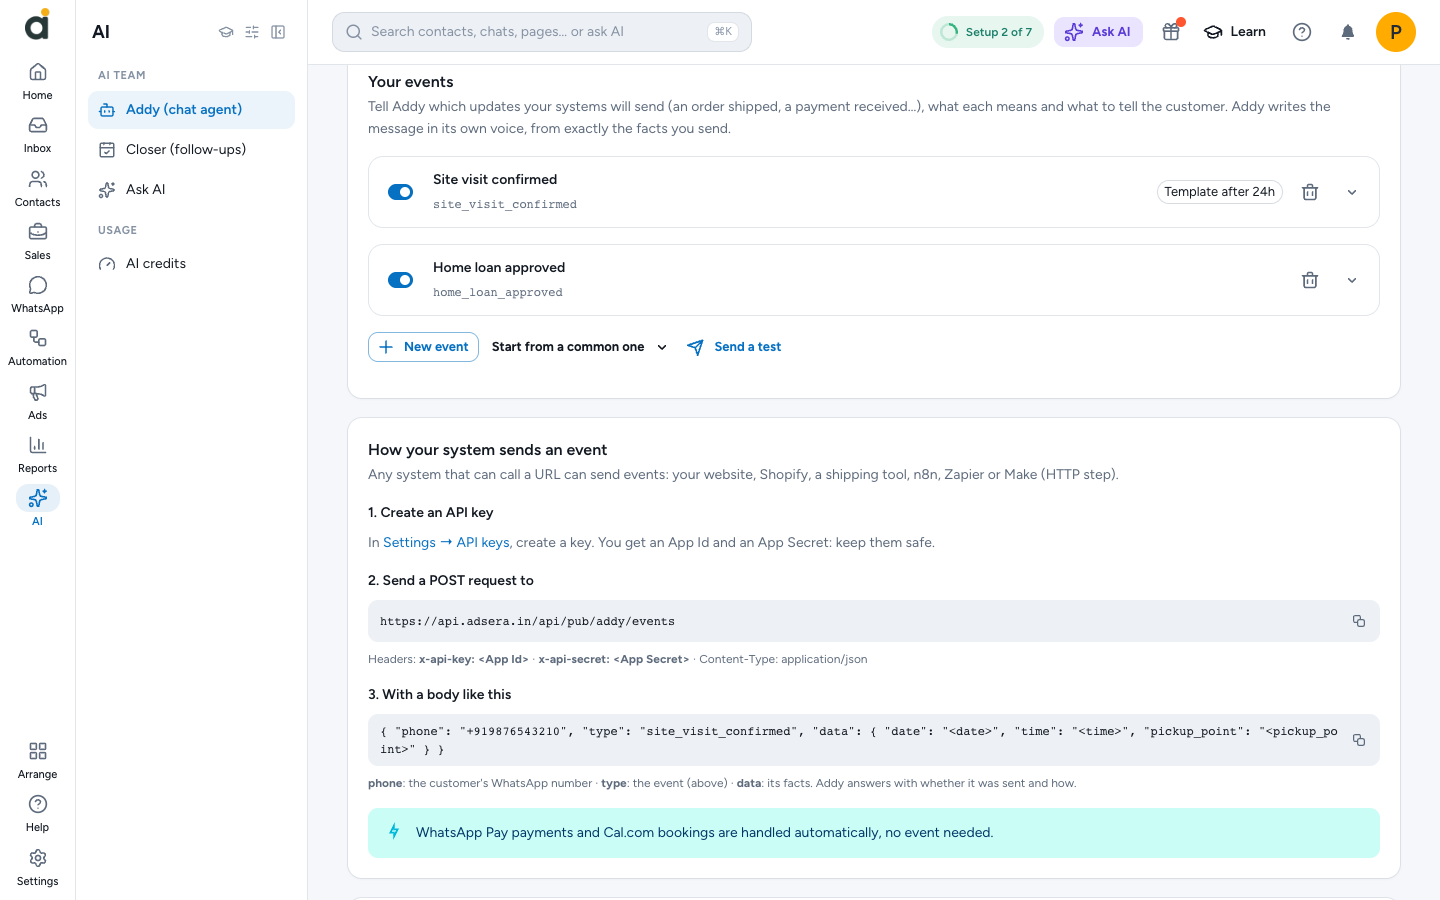 AI
Search contacts, chats, pages... or ask AI
⌘K
Setup 2 of 7
Ask AI
Learn
P
Home
Inbox
Contacts
Sales
WhatsApp
Automation
Ads
Reports
AI
Arrange
Help
Settings
AI TEAM
Addy (chat agent)
Closer (follow-ups)
Ask AI
USAGE
AI credits
Your events
Tell Addy which updates your systems will send (an order shipped, a payment received...), what each means and what to tell the customer. Addy writes the
message in its own voice, from exactly the facts you send.
Site visit confirmed
site_visit_confirmed
Template after 24h
Home loan approved
home_loan_approved
New event
Start from a common one
Send a test
How your system sends an event
Any system that can call a URL can send events: your website, Shopify, a shipping tool, n8n, Zapier or Make (HTTP step).
1. Create an API key
In Settings → API keys, create a key. You get an App Id and an App Secret: keep them safe.
2. Send a POST request to
https://api.adsera.in/api/pub/addy/events
Headers: x-api-key: <App Id> · x-api-secret: <App Secret> · Content-Type: application/json
3. With a body like this
{ "phone": "+919876543210", "type": "site_visit_confirmed", "data": { "date": "<date>", "time": "<time>", "pickup_point": "<pickup_po
int>" } }
phone: the customer's WhatsApp number · type: the event (above) · data: its facts. Addy answers with whether it was sent and how.
WhatsApp Pay payments and Cal.com bookings are handled automatically, no event needed.